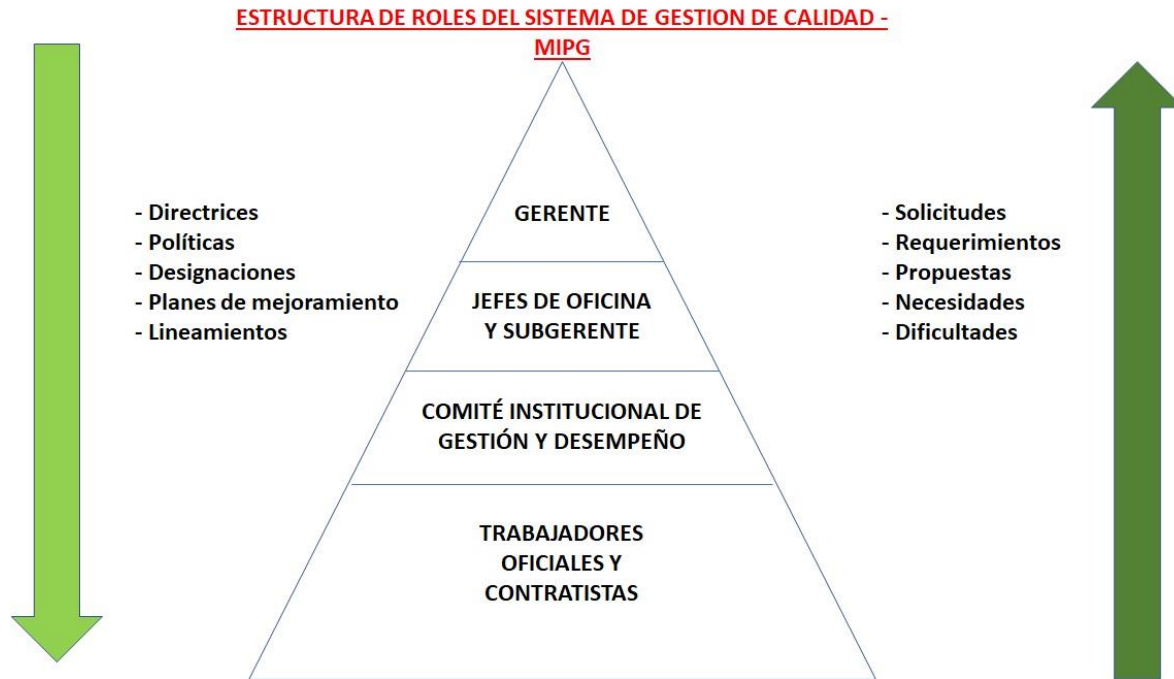 ESTRUCTURA DE ROLES DEL SISTEMA DE GESTION DE CALIDAD -
MIPG
- Directrices
- Políticas
- Designaciones
- Planes de mejoramiento
- Lineamientos
GERENTE
JEFES DE OFICINA
Y SUBGERENTE
COMITÉ INSTITUCIONAL DE
GESTIÓN Y DESEMPEÑO
TRABAJADORES
OFICIALES Y
CONTRATISTAS
- Solicitudes
- Requerimientos
- Propuestas
- Necesidades
- Dificultades